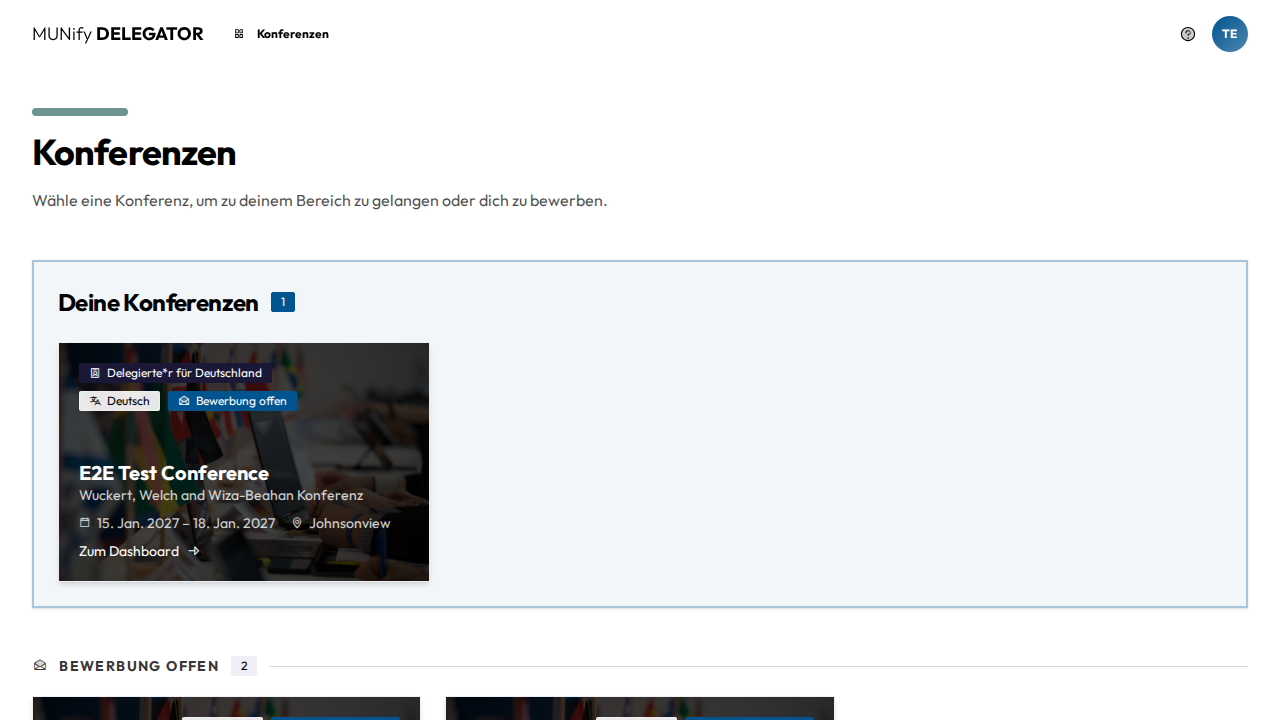 MUNify DELEGATOR
Konferenzen
TE
Konferenzen
Wähle eine Konferenz, um zu deinem Bereich zu gelangen oder dich zu bewerben.
Deine Konferenzen 1
Delegierte*r für Deutschland
Deutsch
Bewerbung offen
E2E Test Conference
Wuckert, Welch and Wiza-Beahan Konferenz
15. Jan. 2027 – 18. Jan. 2027
Johnsonview
Zum Dashboard
BEWERBUNG OFFEN 2